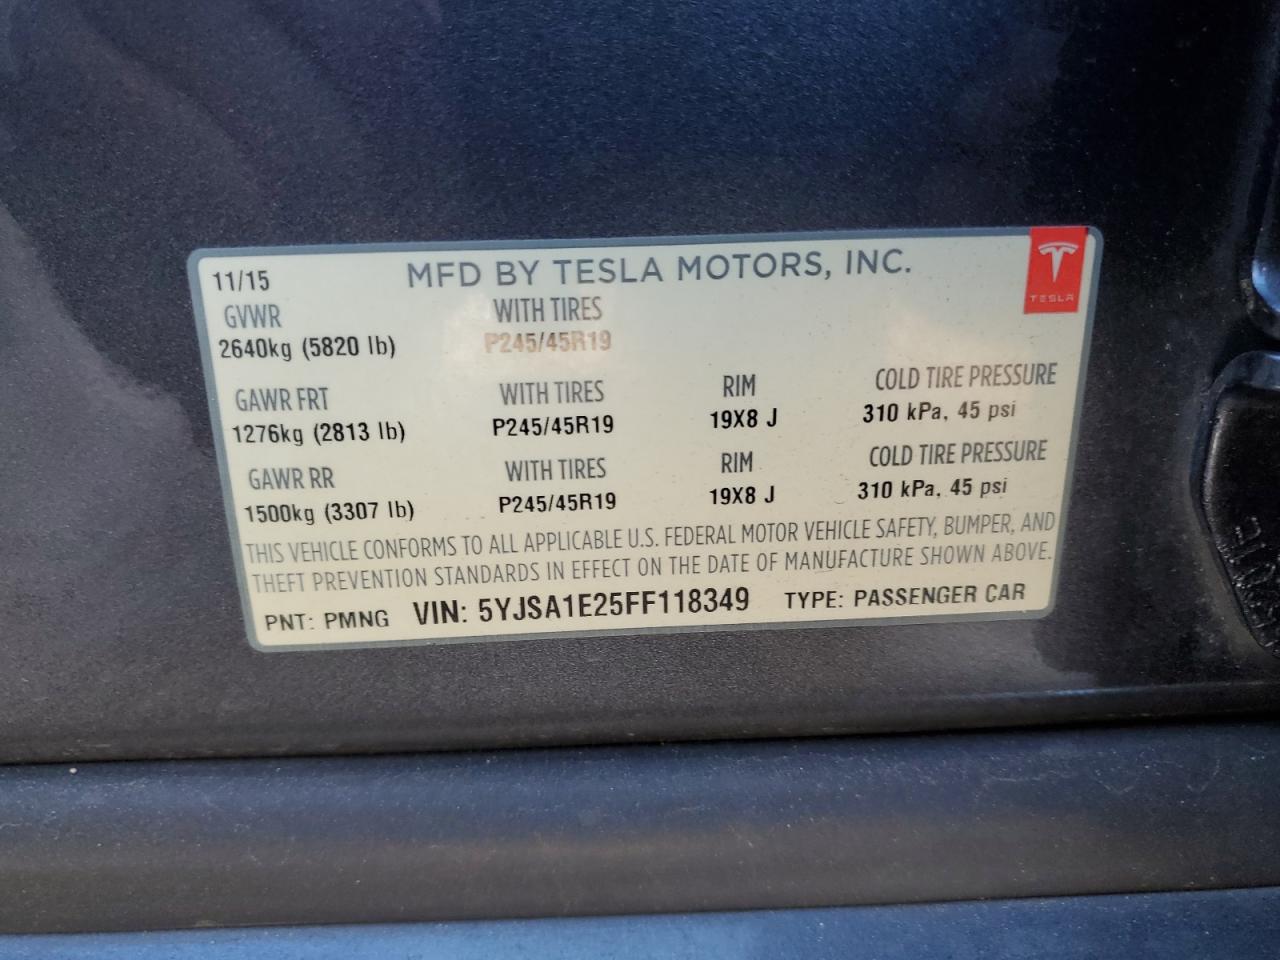 11/15 MFD BY TESLA MOTORS, INC.
TESLA
GVWR WITH TIRES
2640kg (5820 lb) P245/45R19
GAWR FRT WITH TIRES RIM COLD TIRE PRESSURE
1276kg (2813 lb) P245/45R19 19X8 J 310 kPa, 45 psi
GAWR RR WITH TIRES RIM COLD TIRE PRESSURE
1500kg (3307 lb) P245/45R19 19X8 J 310 kPa, 45 psi
THIS VEHICLE CONFORMS TO ALL APPLICABLE U.S. FEDERAL MOTOR VEHICLE SAFETY, BUMPER, AND
THEFT PREVENTION STANDARDS IN EFFECT ON THE DATE OF MANUFACTURE SHOWN ABOVE.
PNT: PMNG VIN: 5YJSA1E25FF118349 TYPE: PASSENGER CAR